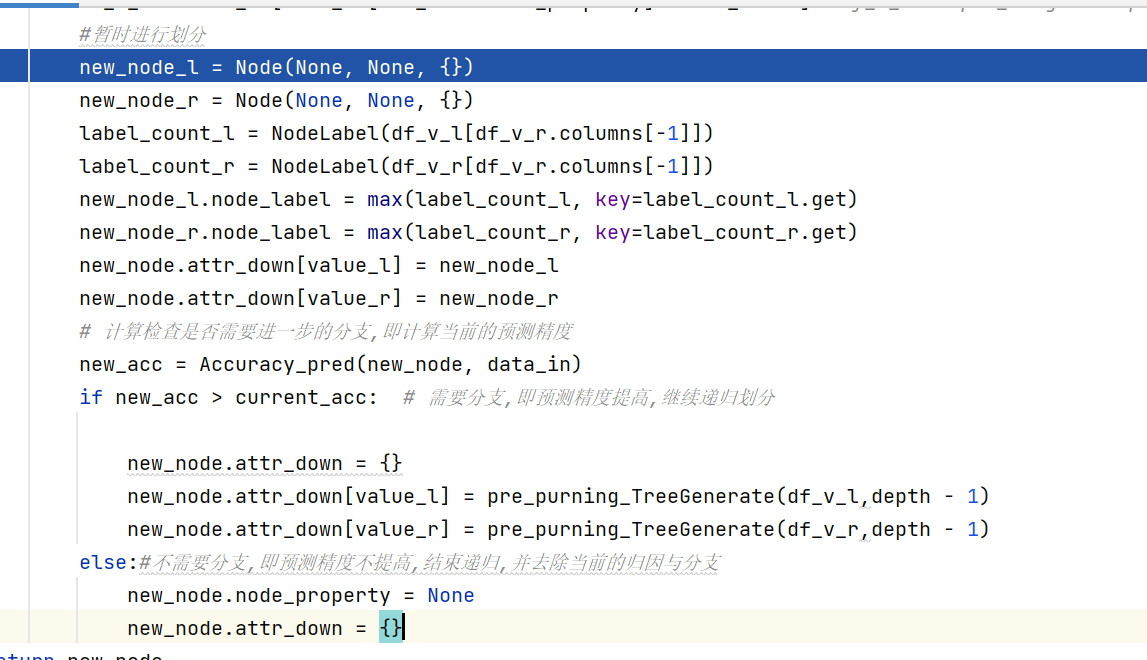 #暂时进行划分
new_node_l = Node(None, None, {})
new_node_r = Node(None, None, {})
label_count_l = NodeLabel(df_v_l[df_v_r.columns[-1]])
label_count_r = NodeLabel(df_v_r[df_v_r.columns[-1]])
new_node_l.node_label = max(label_count_l, key=label_count_l.get)
new_node_r.node_label = max(label_count_r, key=label_count_r.get)
new_node.attr_down[value_l] = new_node_l
new_node.attr_down[value_r] = new_node_r
# 计算检查是否需要进一步的分支,即计算当前的预测精度
new_acc = Accuracy_pred(new_node, data_in)
if new_acc > current_acc:  # 需要分支,即预测精度提高,继续递归划分
new_node.attr_down = {}
new_node.attr_down[value_l] = pre_purning_TreeGenerate(df_v_l,depth - 1)
new_node.attr_down[value_r] = pre_purning_TreeGenerate(df_v_r,depth - 1)
else:#不需要分支,即预测精度不提高,结束递归,并去除当前的归因与分支
new_node.node_property = None
new_node.attr_down = {}